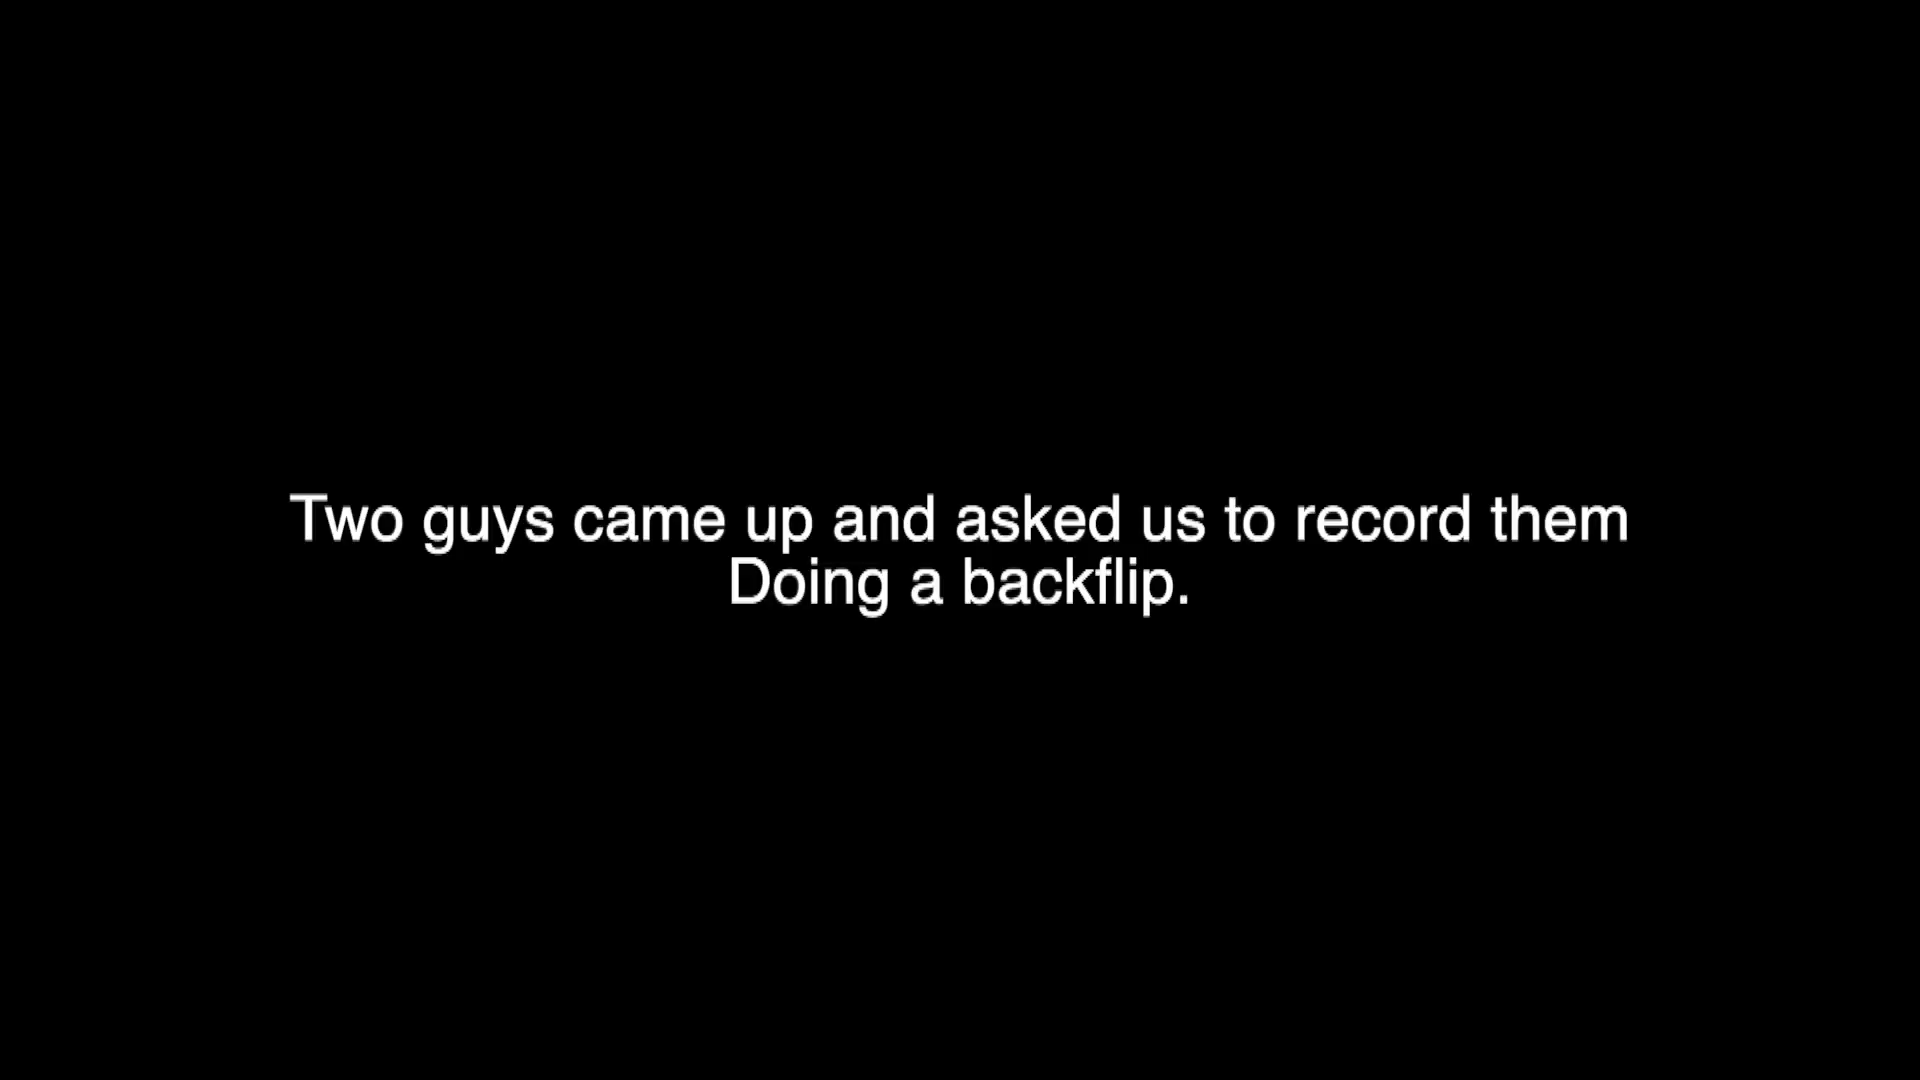 Two guys came up and asked us to record them
Doing a backflip.